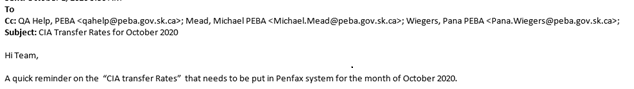 To
Cc: QA Help, PEBA <qahelp@peba.gov.sk.ca>; Mead, Michael PEBA <Michael.Mead@peba.gov.sk.ca>; Wiegers, Pana PEBA <Pana.Wiegers@peba.gov.sk.ca>;
Subject: CIA Transfer Rates for October 2020
Hi Team,
A quick reminder on the "CIA transfer Rates" that needs to be put in Penfax system for the month of October 2020.